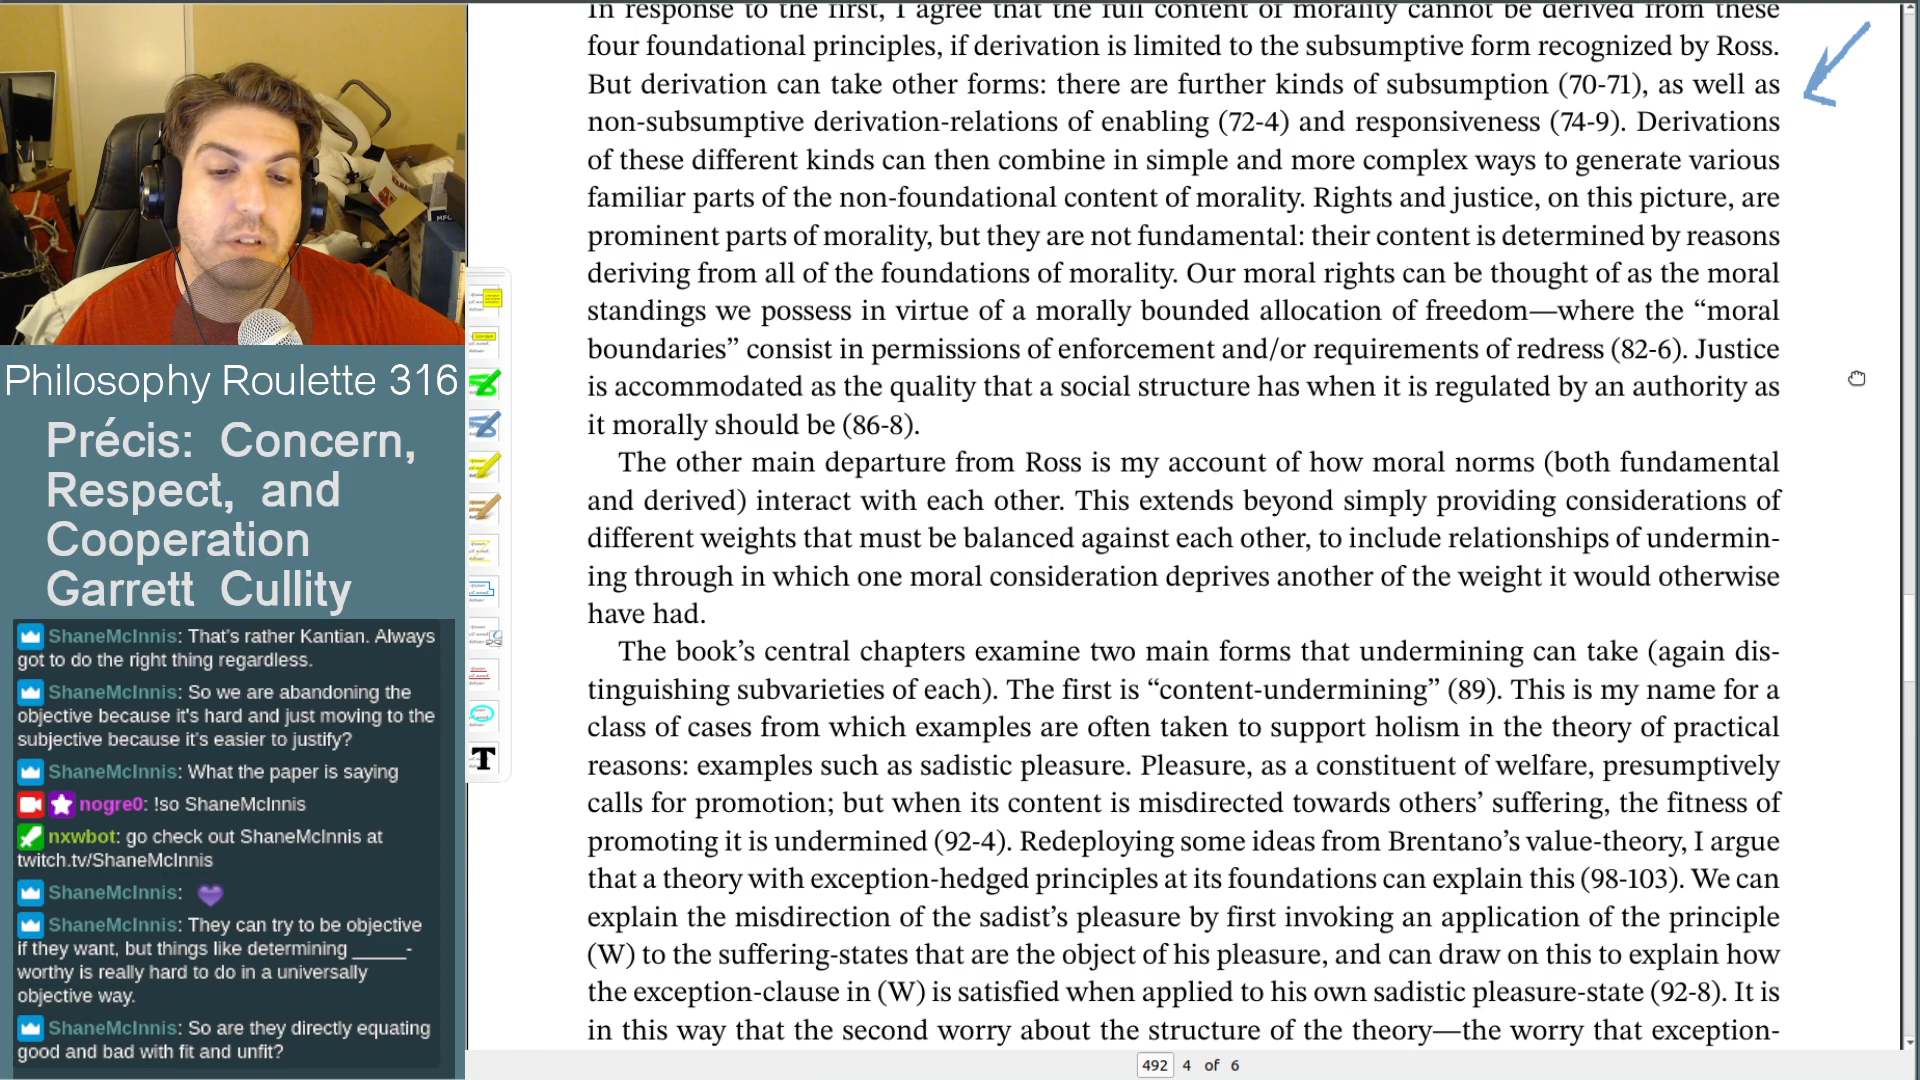 In response to the first, I agree that the full content of morality cannot be derived from these
four foundational principles, if derivation is limited to the subsumptive form recognized by Ross.
But derivation can take other forms: there are further kinds of subsumption (70-71), as well as
non-subsumptive derivation-relations of enabling (72-4) and responsiveness (74-9). Derivations
of these different kinds can then combine in simple and more complex ways to generate various
familiar parts of the non-foundational content of morality. Rights and justice, on this picture, are
prominent parts of morality, but they are not fundamental: their content is determined by reasons
deriving from all of the foundations of morality. Our moral rights can be thought of as the moral
standings we possess in virtue of a morally bounded allocation of freedom—where the “moral
boundaries” consist in permissions of enforcement and/or requirements of redress (82-6). Justice
is accommodated as the quality that a social structure has when it is regulated by an authority as
it morally should be (86-8).
The other main departure from Ross is my account of how moral norms (both fundamental
and derived) interact with each other. This extends beyond simply providing considerations of
different weights that must be balanced against each other, to include relationships of undermin-
ing through in which one moral consideration deprives another of the weight it would otherwise
have had.
The book’s central chapters examine two main forms that undermining can take (again dis-
tinguishing subvarieties of each). The first is “content-undermining” (89). This is my name for a
class of cases from which examples are often taken to support holism in the theory of practical
reasons: examples such as sadistic pleasure. Pleasure, as a constituent of welfare, presumptively
calls for promotion; but when its content is misdirected towards others’ suffering, the fitness of
promoting it is undermined (92-4). Redeploying some ideas from Brentano’s value-theory, I argue
that a theory with exception-hedged principles at its foundations can explain this (98-103). We can
explain the misdirection of the sadist’s pleasure by first invoking an application of the principle
(W) to the suffering-states that are the object of his pleasure, and can draw on this to explain how
the exception-clause in (W) is satisfied when applied to his own sadistic pleasure-state (92-8). It is
in this way that the second worry about the structure of the theory—the worry that exception-
492 4 of 6
T
Philosophy Roulette 316
Précis: Concern,
Respect, and
Cooperation
Garrett Cullity
ShaneMcInnis: That's rather Kantian. Always
got to do the right thing regardless.
ShaneMcInnis: So we are abandoning the
objective because it's hard and just moving to the
subjective because it's easier to justify?
ShaneMcInnis: What the paper is saying
nogre0: !so ShaneMcInnis
nxwbot: go check out ShaneMcInnis at
twitch.tv/ShaneMcInnis
ShaneMcInnis:
ShaneMcInnis: They can try to be objective
if they want, but things like determining _____-
worthy is really hard to do in a universally
objective way.
ShaneMcInnis: So are they directly equating
good and bad with fit and unfit?